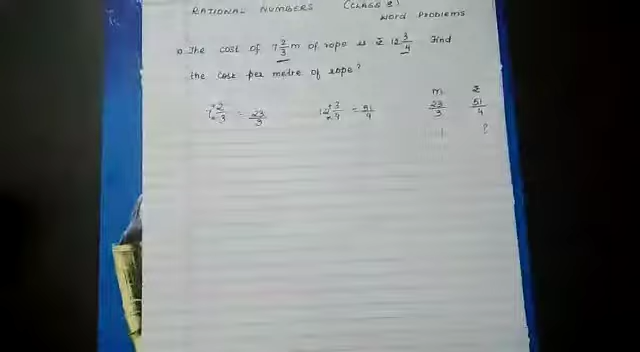 RATIONAL NUMBERS (CLASS 8)
WORD PROBLEMS
The cost of 7 2/3 m of rope is ₹ 12 3/4 Find
the cost per metre of rope?
m ₹
7 2/3 = 23/3 12 3/4 = 51/4 23/3 51/4
1 ?